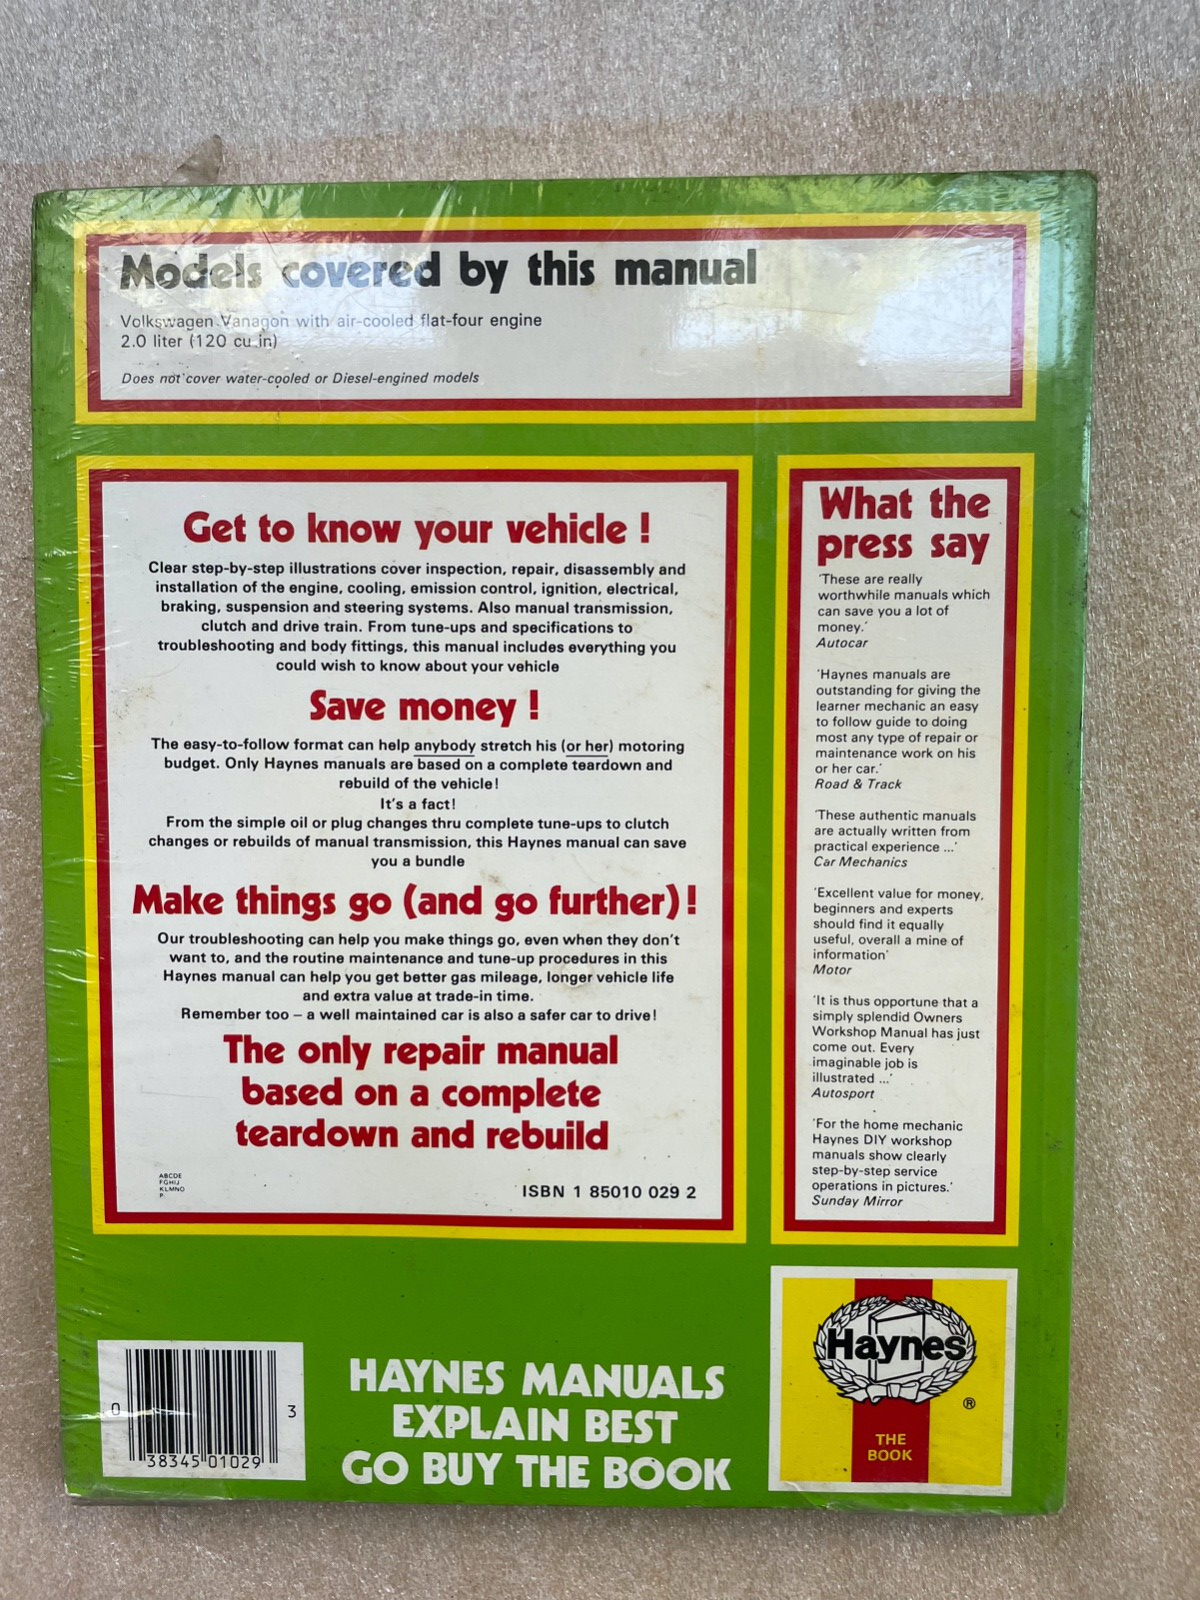 Models covered by this manual
Volkswagen Vanagon with air-cooled flat-four engine
2.0 liter (120 cu in)
Does not cover water-cooled or Diesel-engined models
Get to know your vehicle !
Clear step-by-step illustrations cover inspection, repair, disassembly and
installation of the engine, cooling, emission control, ignition, electrical,
braking, suspension and steering systems. Also manual transmission,
clutch and drive train. From tune-ups and specifications to
troubleshooting and body fittings, this manual includes everything you
could wish to know about your vehicle
Save money !
The easy-to-follow format can help anybody stretch his (or her) motoring
budget. Only Haynes manuals are based on a complete teardown and
rebuild of the vehicle!
It's a fact!
From the simple oil or plug changes thru complete tune-ups to clutch
changes or rebuilds of manual transmission, this Haynes manual can save
you a bundle
Make things go (and go further) !
Our troubleshooting can help you make things go, even when they don't
want to, and the routine maintenance and tune-up procedures in this
Haynes manual can help you get better gas mileage, longer vehicle life
and extra value at trade-in time.
Remember too – a well maintained car is also a safer car to drive!
The only repair manual
based on a complete
teardown and rebuild
ABCDE
FGHIJ
KLMNO
P
ISBN 1 85010 029 2
What the
press say
'These are really
worthwhile manuals which
can save you a lot of
money.'
Autocar
'Haynes manuals are
outstanding for giving the
learner mechanic an easy
to follow guide to doing
most any type of repair or
maintenance work on his
or her car.'
Road & Track
'These authentic manuals
are actually written from
practical experience ...'
Car Mechanics
'Excellent value for money,
beginners and experts
should find it equally
useful, overall a mine of
information'
Motor
'It is thus opportune that a
simply splendid Owners
Workshop Manual has just
come out. Every
imaginable job is
illustrated ...'
Autosport
'For the home mechanic
Haynes DIY workshop
manuals show clearly
step-by-step service
operations in pictures.'
Sunday Mirror
0 38345 01029 3
HAYNES MANUALS
EXPLAIN BEST
GO BUY THE BOOK
Haynes
®
THE
BOOK